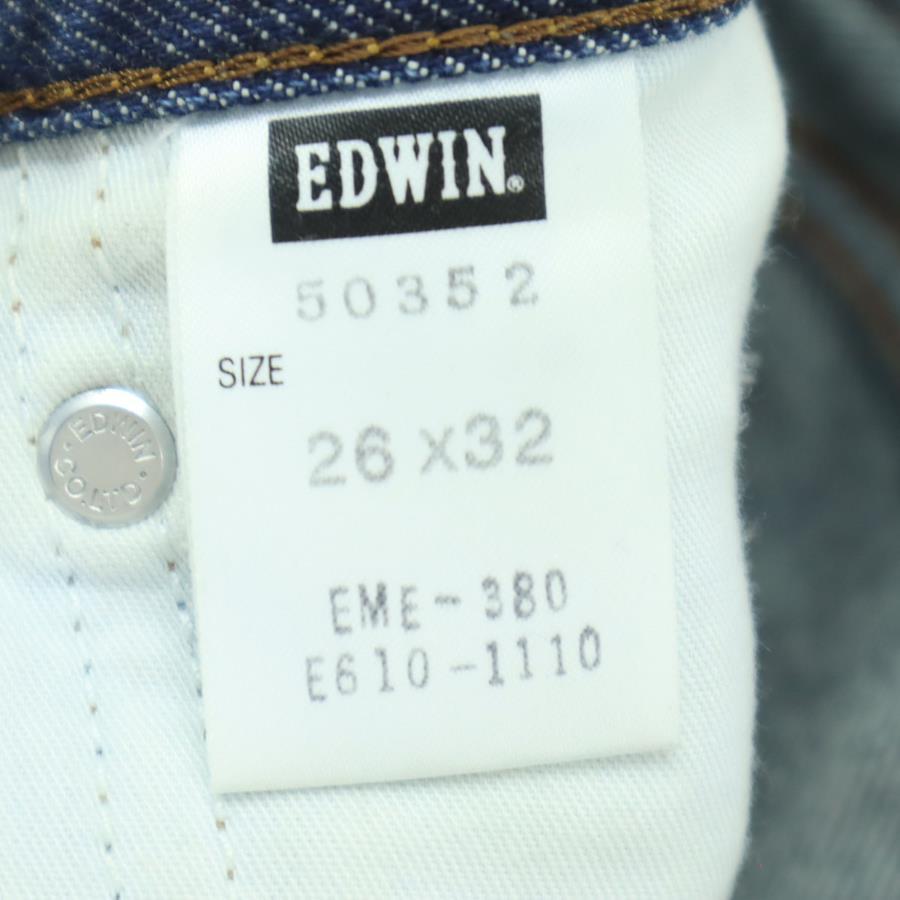 EDWIN®
50352
SIZE
26 X32
EME-380
E610-1110
EDWIN
CO.LTD.